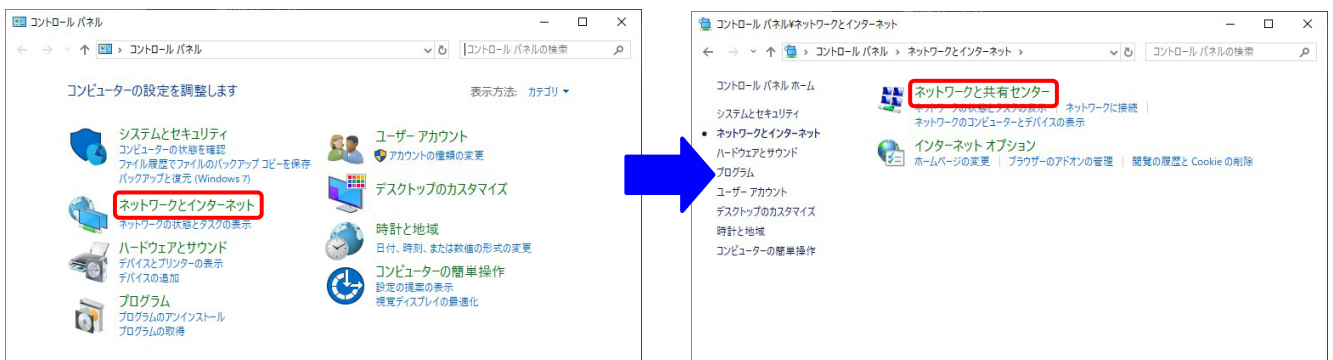 コントロール パネル
コントロール パネル
コントロール パネルの検索
コンピューターの設定を調整します
表示方法: カテゴリ
システムとセキュリティ
コンピューターの状態を確認
ファイル履歴でファイルのバックアップ コピーを保存
バックアップと復元 (Windows 7)
ネットワークとインターネット
ネットワークの状態とタスクの表示
ハードウェアとサウンド
デバイスとプリンターの表示
デバイスの追加
プログラム
プログラムのアンインストール
プログラムの取得
ユーザー アカウント
アカウントの種類の変更
デスクトップのカスタマイズ
時計と地域
日付、時刻、または数値の形式の変更
コンピューターの簡単操作
設定の提案の表示
視覚ディスプレイの最適化
コントロール パネル¥ネットワークとインターネット
コントロール パネル › ネットワークとインターネット ›
コントロール パネルの検索
コントロール パネル ホーム
システムとセキュリティ
ネットワークとインターネット
ハードウェアとサウンド
プログラム
ユーザー アカウント
デスクトップのカスタマイズ
時計と地域
コンピューターの簡単操作
ネットワークと共有センター
ネットワークの状態とタスクの表示 ネットワークに接続
ネットワークのコンピューターとデバイスの表示
インターネット オプション
ホームページの変更 ブラウザーのアドオンの管理 閲覧の履歴と Cookie の削除